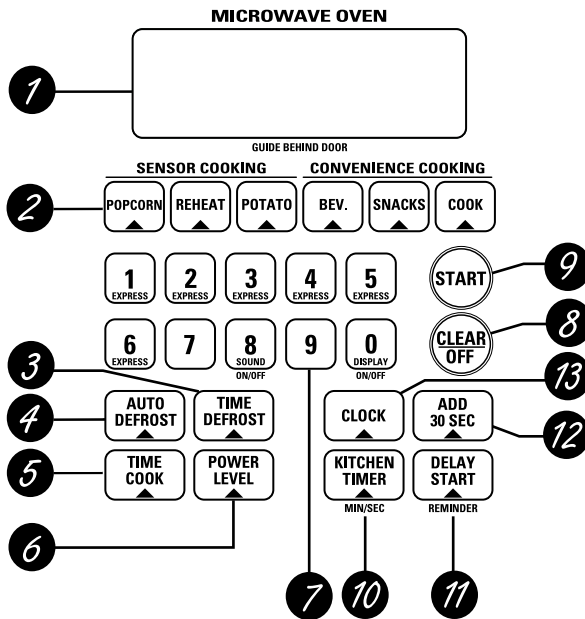 MICROWAVE OVEN
1
GUIDE BEHIND DOOR
SENSOR COOKING CONVENIENCE COOKING
2 POPCORN REHEAT POTATO BEV. SNACKS COOK
1 2 3 4 5 START 9
EXPRESS EXPRESS EXPRESS EXPRESS EXPRESS
6 7 8 9 0 CLEAR 8
EXPRESS SOUND DISPLAY OFF
ON/OFF ON/OFF
3 13
4 AUTO TIME CLOCK ADD
DEFROST DEFROST 30 SEC 12
5 TIME POWER KITCHEN DELAY
COOK LEVEL TIMER START
MIN/SEC REMINDER
6 7 10 11